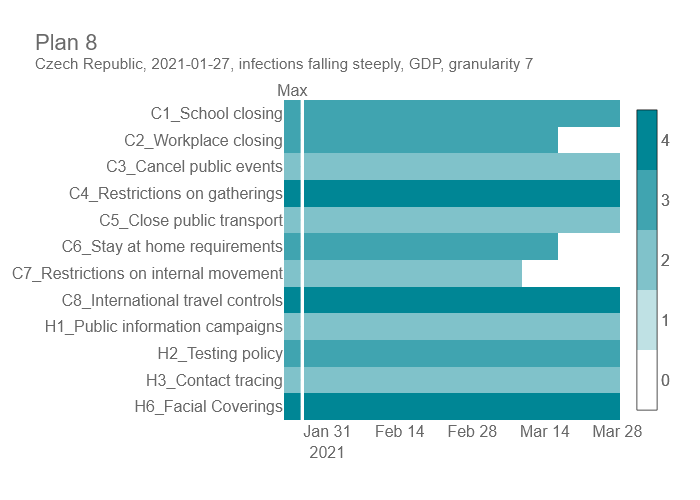 Plan 8
Czech Republic, 2021-01-27, infections falling steeply, GDP, granularity 7
Max
C1_School closing
C2_Workplace closing
C3_Cancel public events
C4_Restrictions on gatherings
C5_Close public transport
C6_Stay at home requirements
C7_Restrictions on internal movement
C8_International travel controls
H1_Public information campaigns
H2_Testing policy
H3_Contact tracing
H6_Facial Coverings
4
3
2
1
0
Jan 31 Feb 14 Feb 28 Mar 14 Mar 28
2021